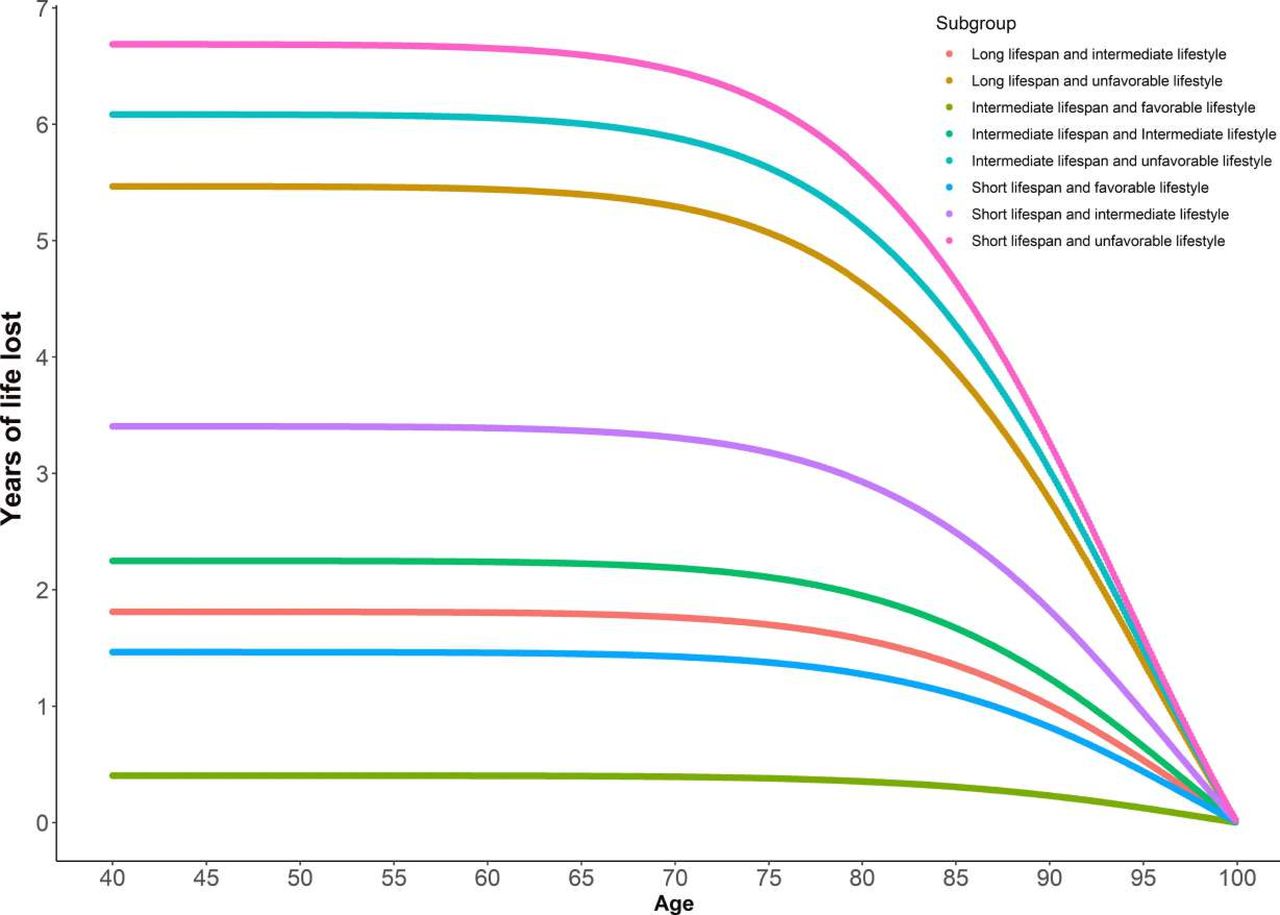 Subgroup
Long lifespan and intermediate lifestyle
Long lifespan and unfavorable lifestyle
Intermediate lifespan and favorable lifestyle
Intermediate lifespan and Intermediate lifestyle
Intermediate lifespan and unfavorable lifestyle
Short lifespan and favorable lifestyle
Short lifespan and intermediate lifestyle
Short lifespan and unfavorable lifestyle
Years of life lost
7
6
5
4
3
2
1
0
40 45 50 55 60 65 70 75 80 85 90 95 100
Age